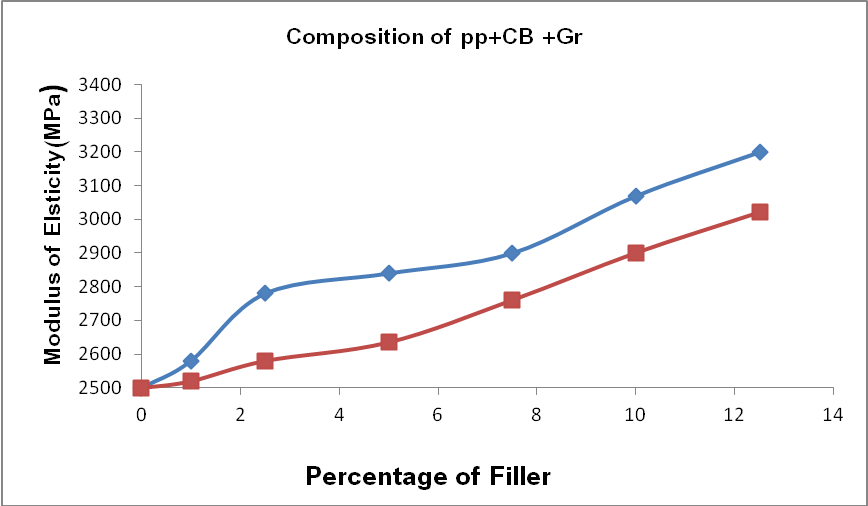 Composition of pp+CB +Gr
Modulus of Elsticity(MPa)
3400
3300
3200
3100
3000
2900
2800
2700
2600
2500
0 2 4 6 8 10 12 14
Percentage of Filler